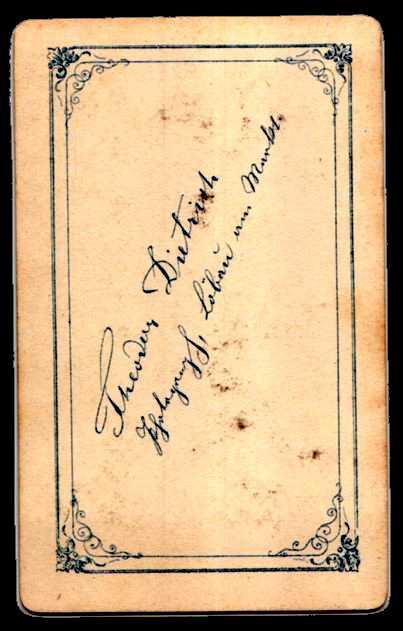 Theodor Dietrich
Photograph, Löbau am Markt.